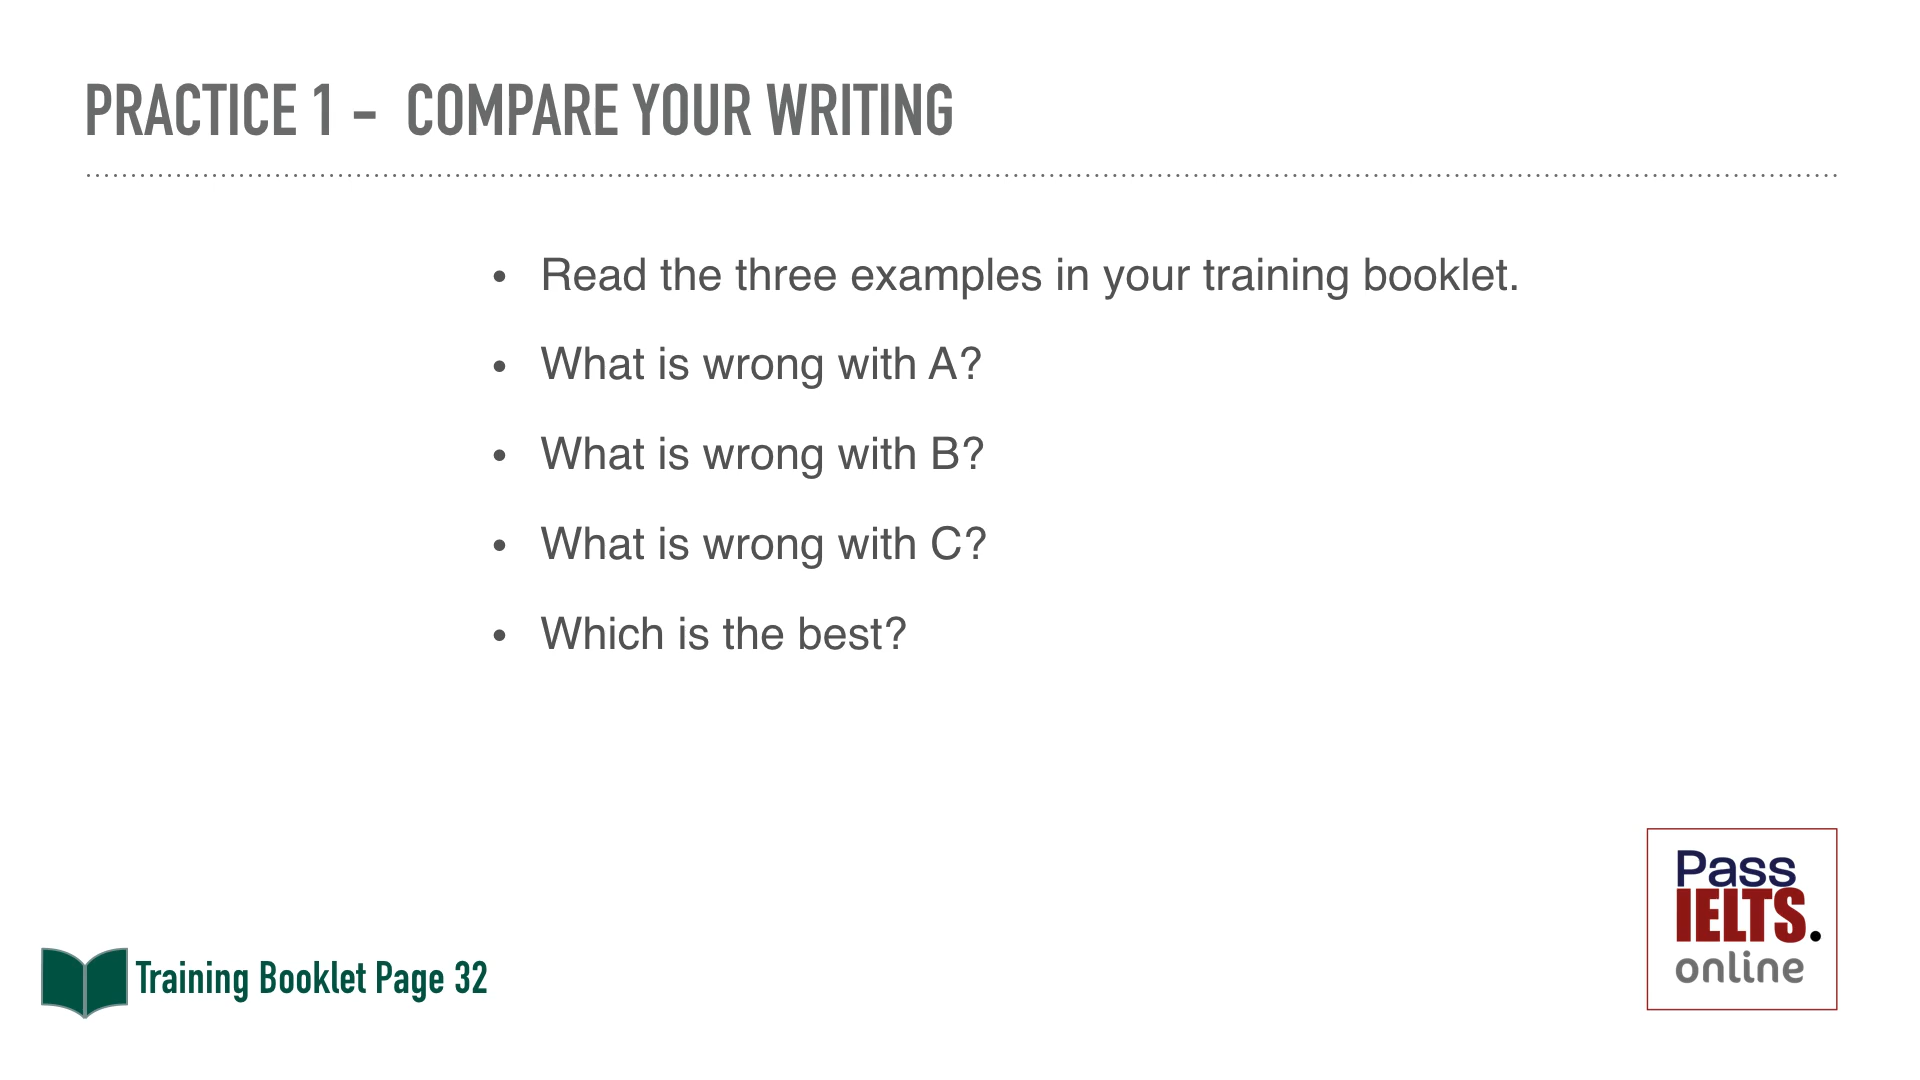 PRACTICE 1 - COMPARE YOUR WRITING
• Read the three examples in your training booklet.
• What is wrong with A?
• What is wrong with B?
• What is wrong with C?
• Which is the best?
Training Booklet Page 32
Pass
IELTS.
online